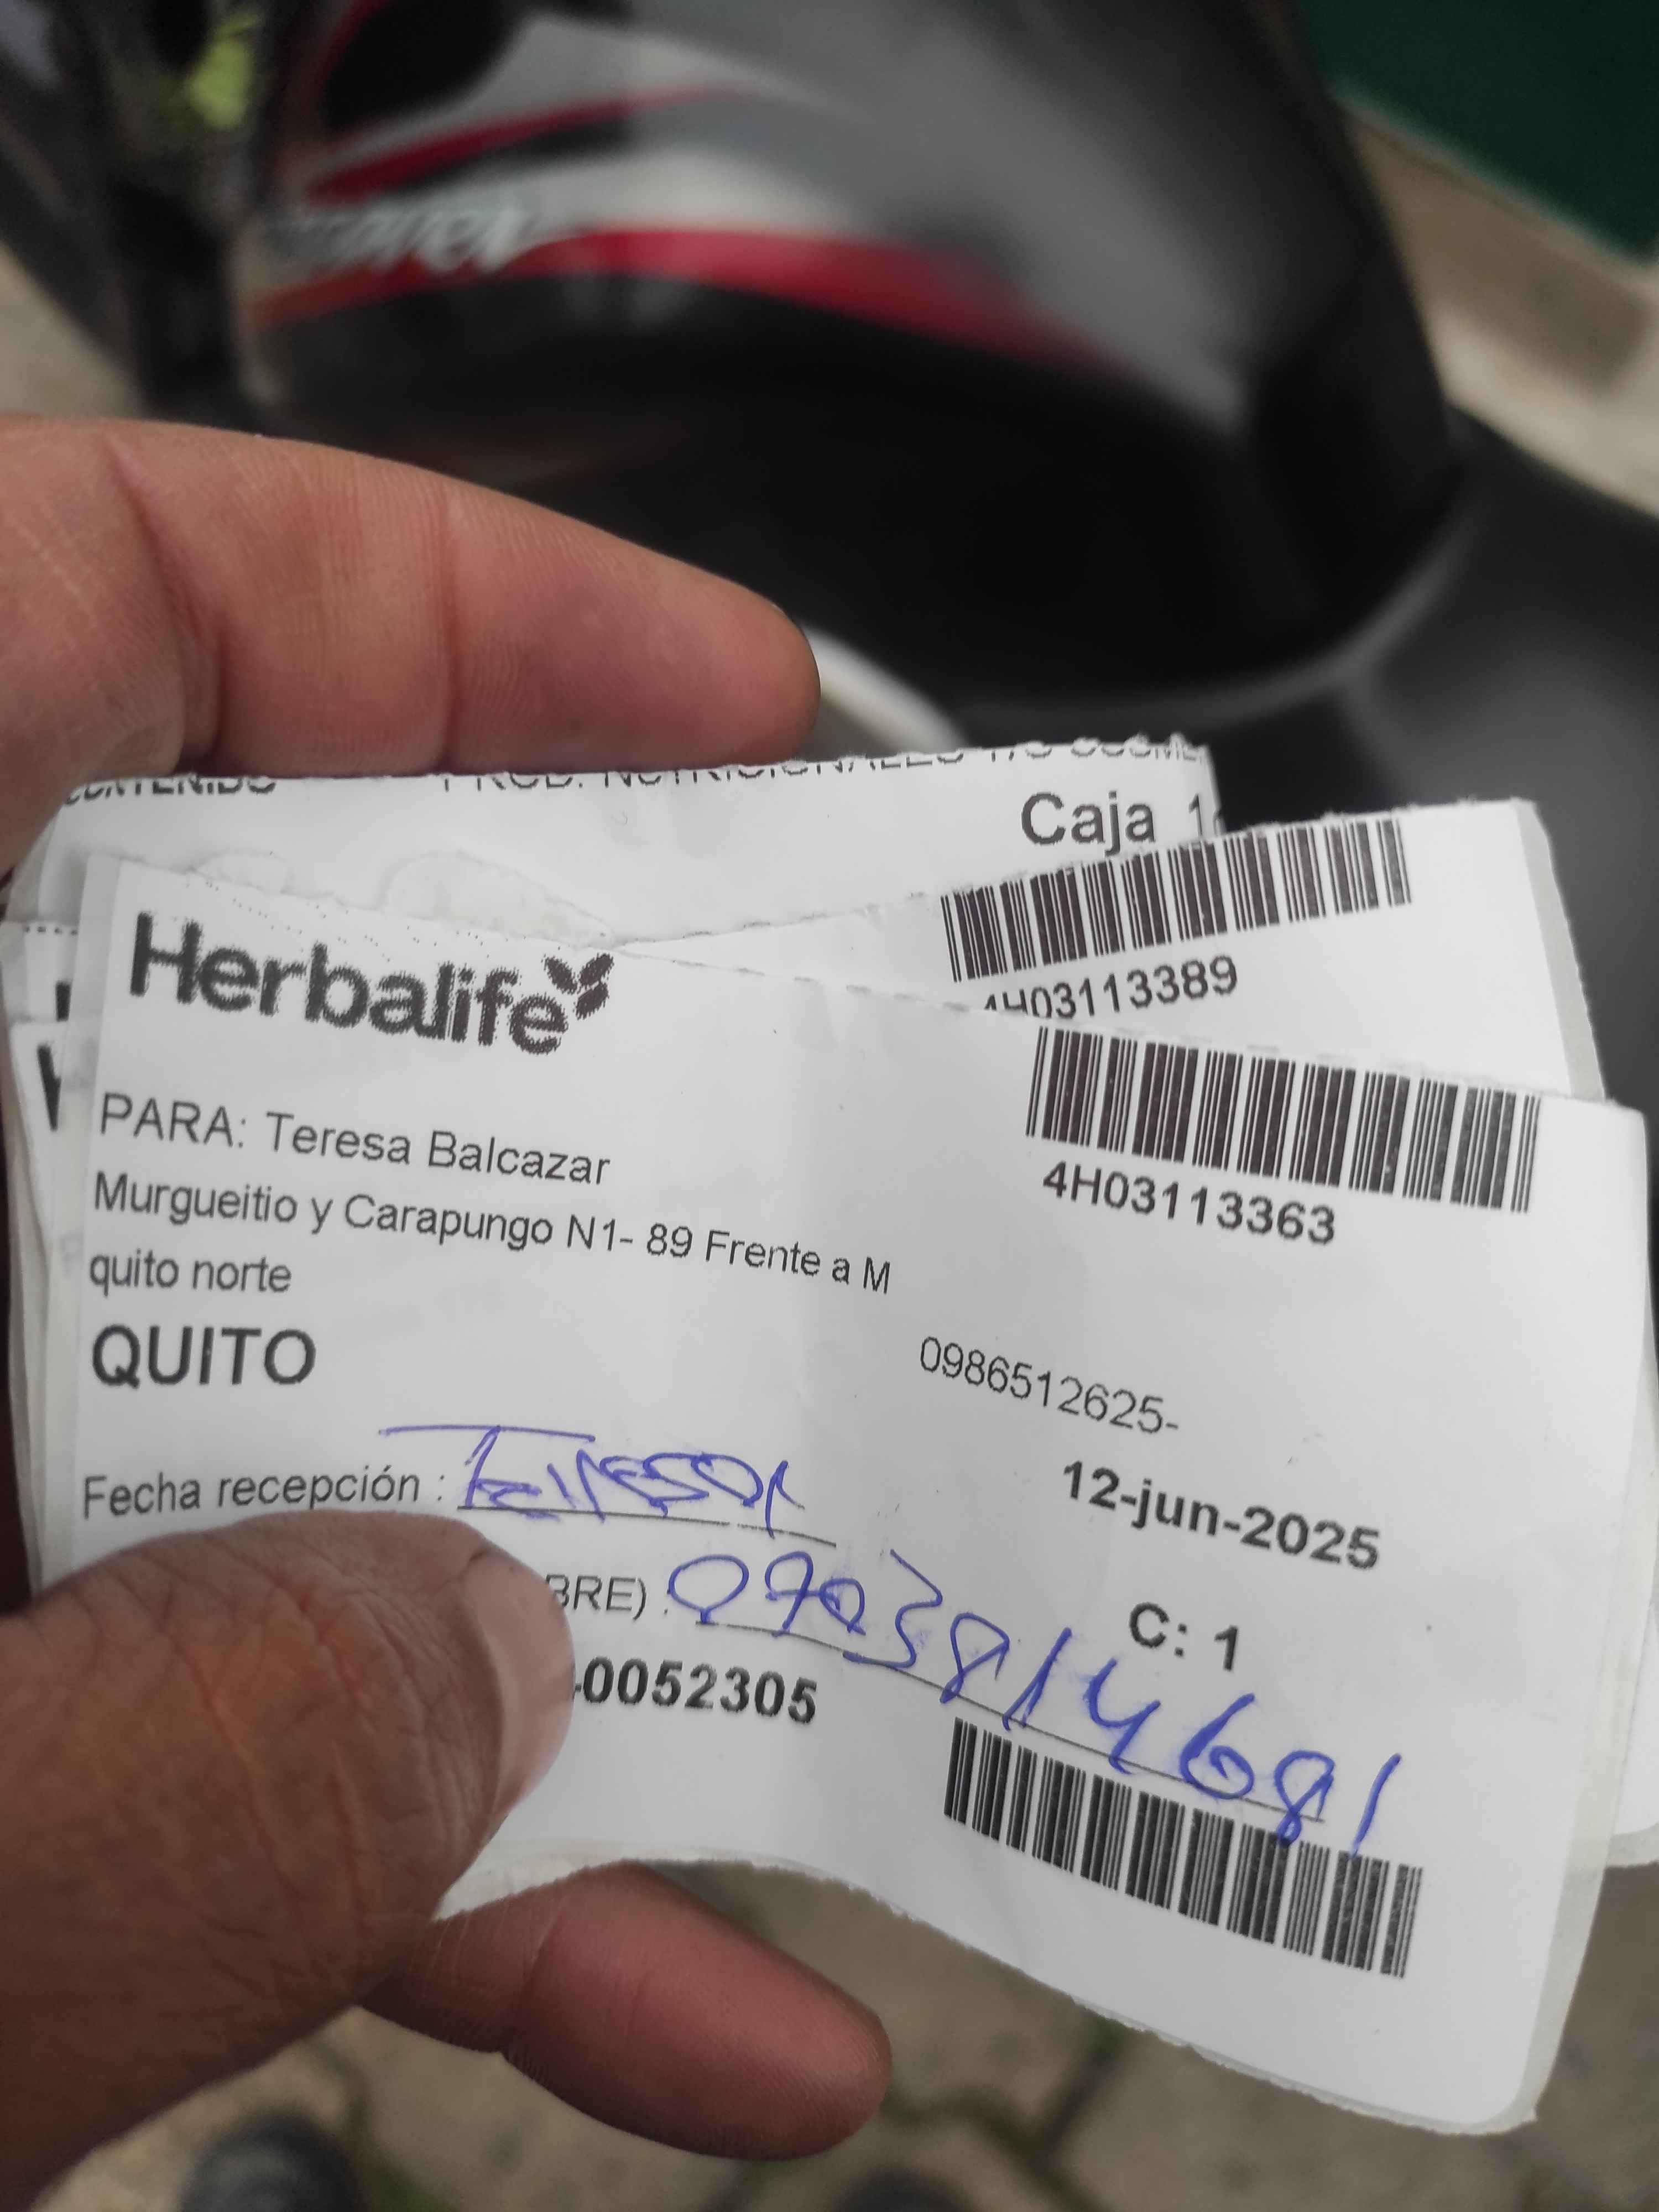 Caja
4H03113389
Herbalife
4H03113363
PARA: Teresa Balcazar
Murgueitio y Carapungo N1- 89 Frente a M
quito norte
QUITO
0986512625-
Fecha recepción :
12-jun-2025
BRE) :
C: 1
-0052305